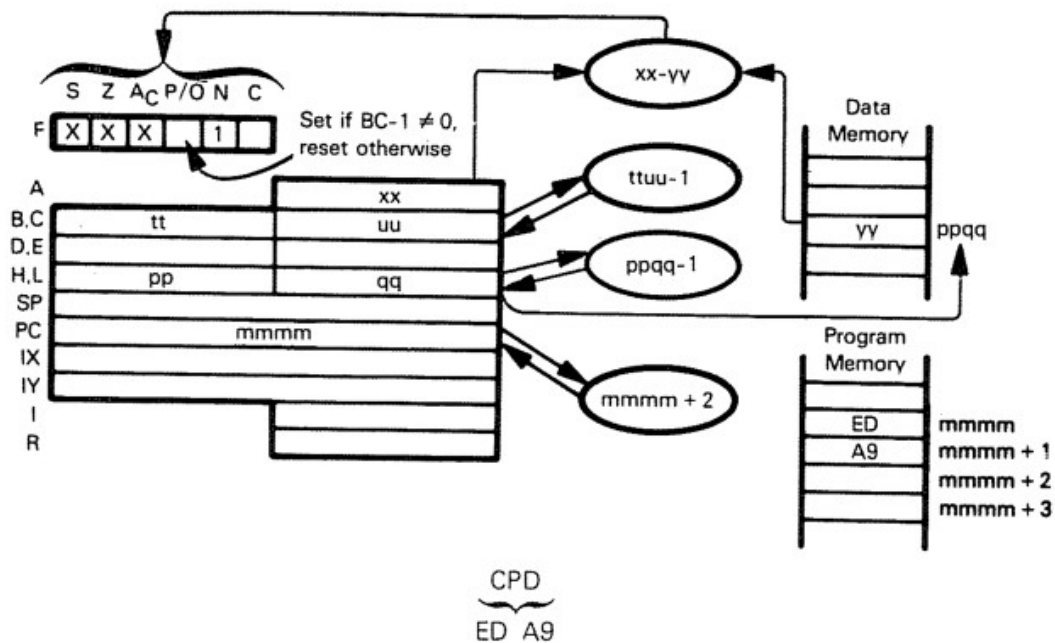 xx-yy
S Z AC P/O N C
F X X X 1
Set if BC-1 ≠ 0,
reset otherwise
Data
Memory
A xx
ttuu-1
B,C tt uu
yy ppqq
D,E
ppqq-1
H,L pp qq
SP
PC mmmm
Program
Memory
IX
IY
mmmm + 2
I
ED mmmm
R
A9 mmmm + 1
mmmm + 2
mmmm + 3
CPD
ED A9